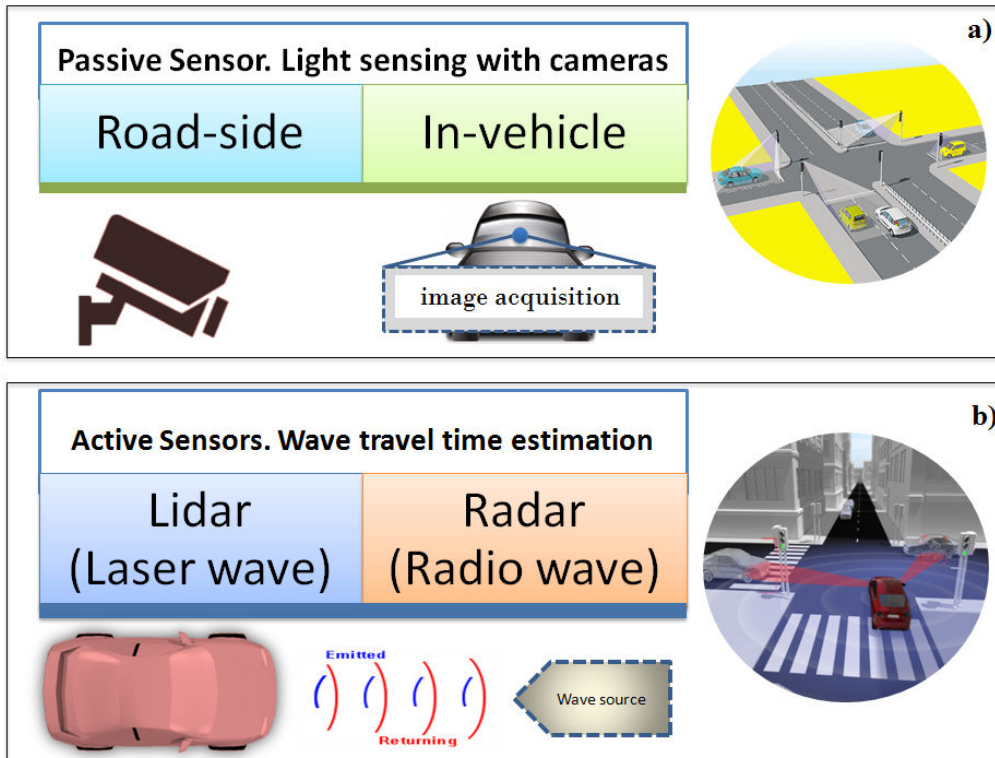 a)
Passive Sensor. Light sensing with cameras
Road-side
In-vehicle
image acquisition
b)
Active Sensors. Wave travel time estimation
Lidar
(Laser wave)
Radar
(Radio wave)
Emitted
Returning
Wave source